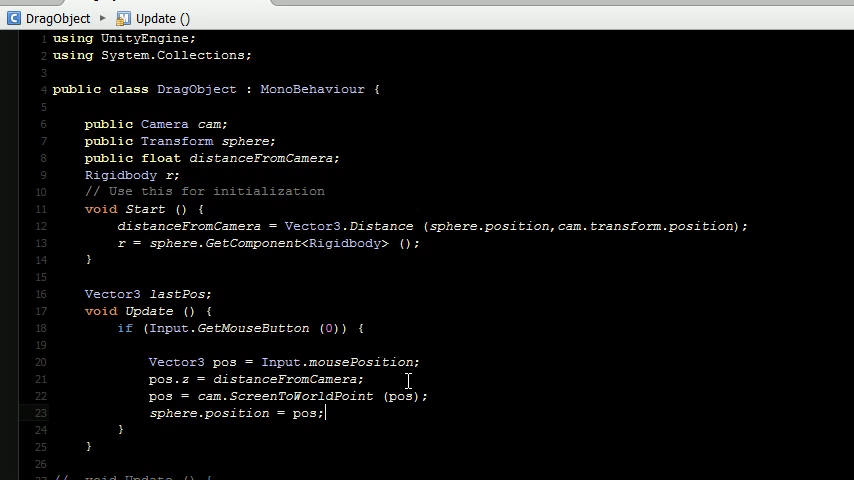 DragObject ▸ Update ()
1 using UnityEngine;
2 using System.Collections;
3
4 public class DragObject : MonoBehaviour {
5
6 public Camera cam;
7 public Transform sphere;
8 public float distanceFromCamera;
9 Rigidbody r;
10 // Use this for initialization
11 void Start () {
12 distanceFromCamera = Vector3.Distance (sphere.position,cam.transform.position);
13 r = sphere.GetComponent<Rigidbody> ();
14 }
15
16 Vector3 lastPos;
17 void Update () {
18 if (Input.GetMouseButton (0)) {
20 Vector3 pos = Input.mousePosition;
21 pos.z = distanceFromCamera;
22 pos = cam.ScreenToWorldPoint (pos);
23 sphere.position = pos;
24 }
25 }
26
// void Update () {